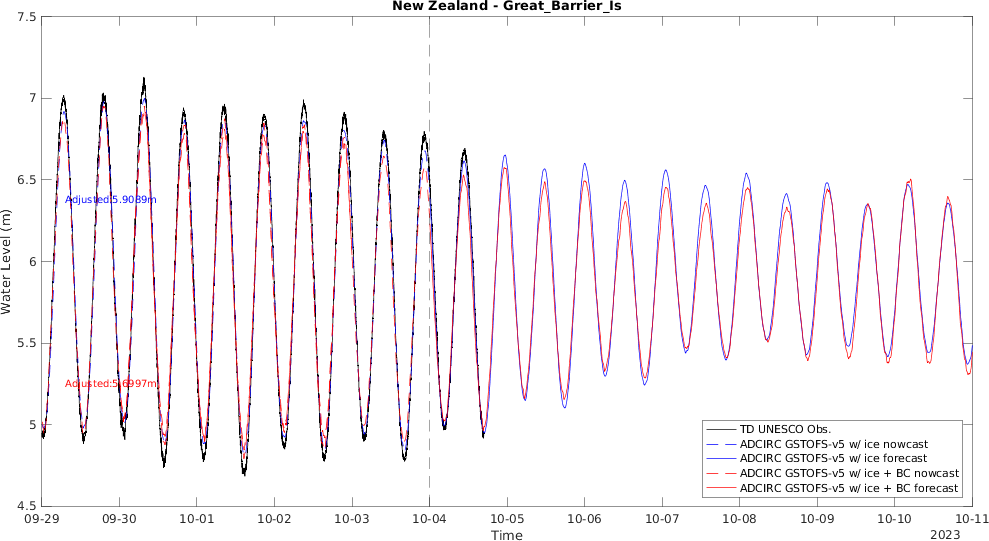 New Zealand - Great_Barrier_Is
7.5
7
6.5
6
5.5
5
4.5
Water Level (m)
Adjusted:5.9089m
Adjusted:5.6997m
TD UNESCO Obs.
ADCIRC GSTOFS-v5 w/ ice nowcast
ADCIRC GSTOFS-v5 w/ ice forecast
ADCIRC GSTOFS-v5 w/ ice + BC nowcast
ADCIRC GSTOFS-v5 w/ ice + BC forecast
09-29 09-30 10-01 10-02 10-03 10-04 10-05 10-06 10-07 10-08 10-09 10-10 10-11
Time
2023